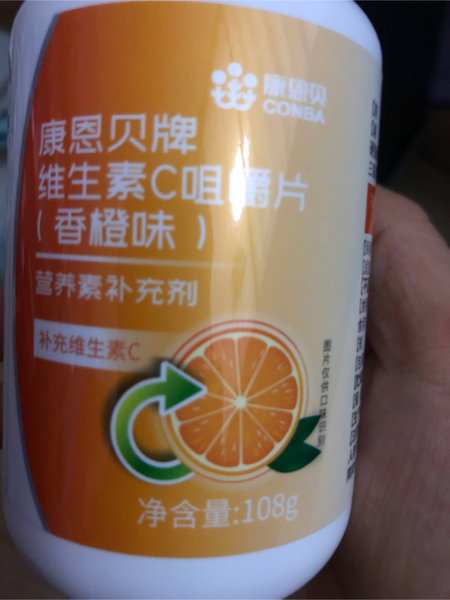 康恩贝
CONBA
康恩贝牌
维生素C咀嚼片
(香橙味)
营养素补充剂
补充维生素C
图片仅供口味识别
净含量:108g